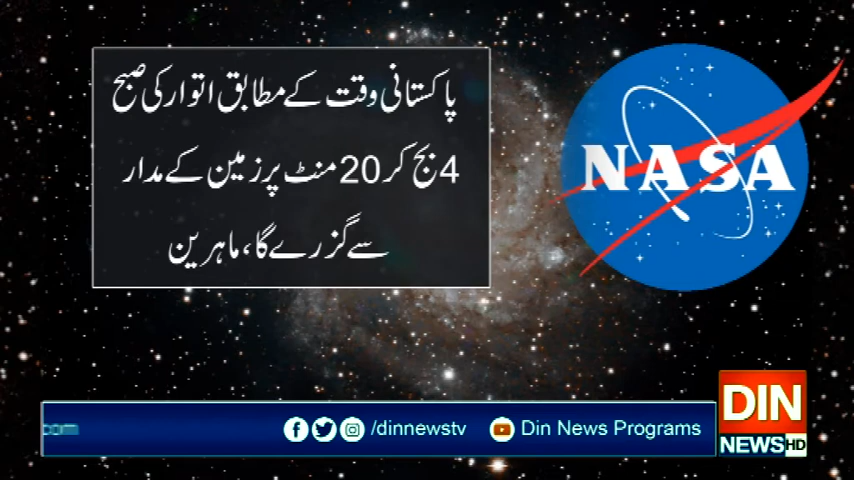 پاکستانی وقت کے مطابق اتوار کی صبح
4 بج کر 20 منٹ پر زمین کے مدار
سے گزرے گا، ماہرین
NASA
.com
/dinnewstv
Din News Programs
DIN
NEWS HD